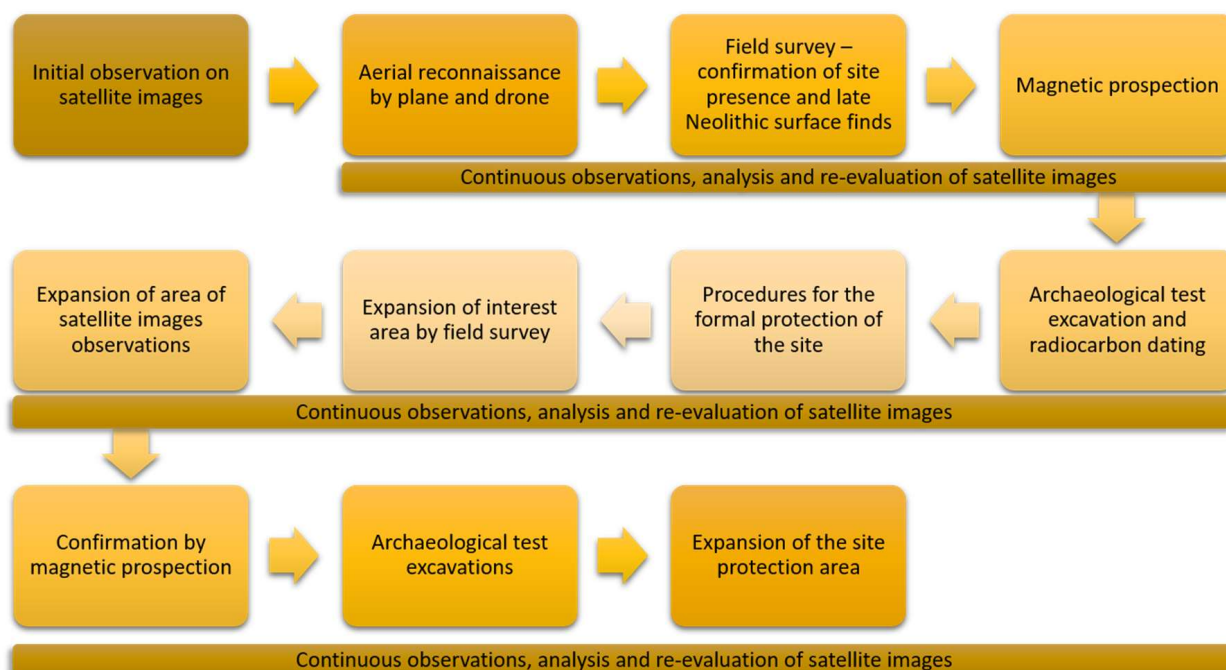 Initial observation on
satellite images
Aerial reconnaissance
by plane and drone
Field survey –
confirmation of site
presence and late
Neolithic surface finds
Magnetic prospection
Continuous observations, analysis and re-evaluation of satellite images
Archaeological test
excavation and
radiocarbon dating
Procedures for the
formal protection of
the site
Expansion of interest
area by field survey
Expansion of area of
satellite images
observations
Continuous observations, analysis and re-evaluation of satellite images
Confirmation by
magnetic prospection
Archaeological test
excavations
Expansion of the site
protection area
Continuous observations, analysis and re-evaluation of satellite images